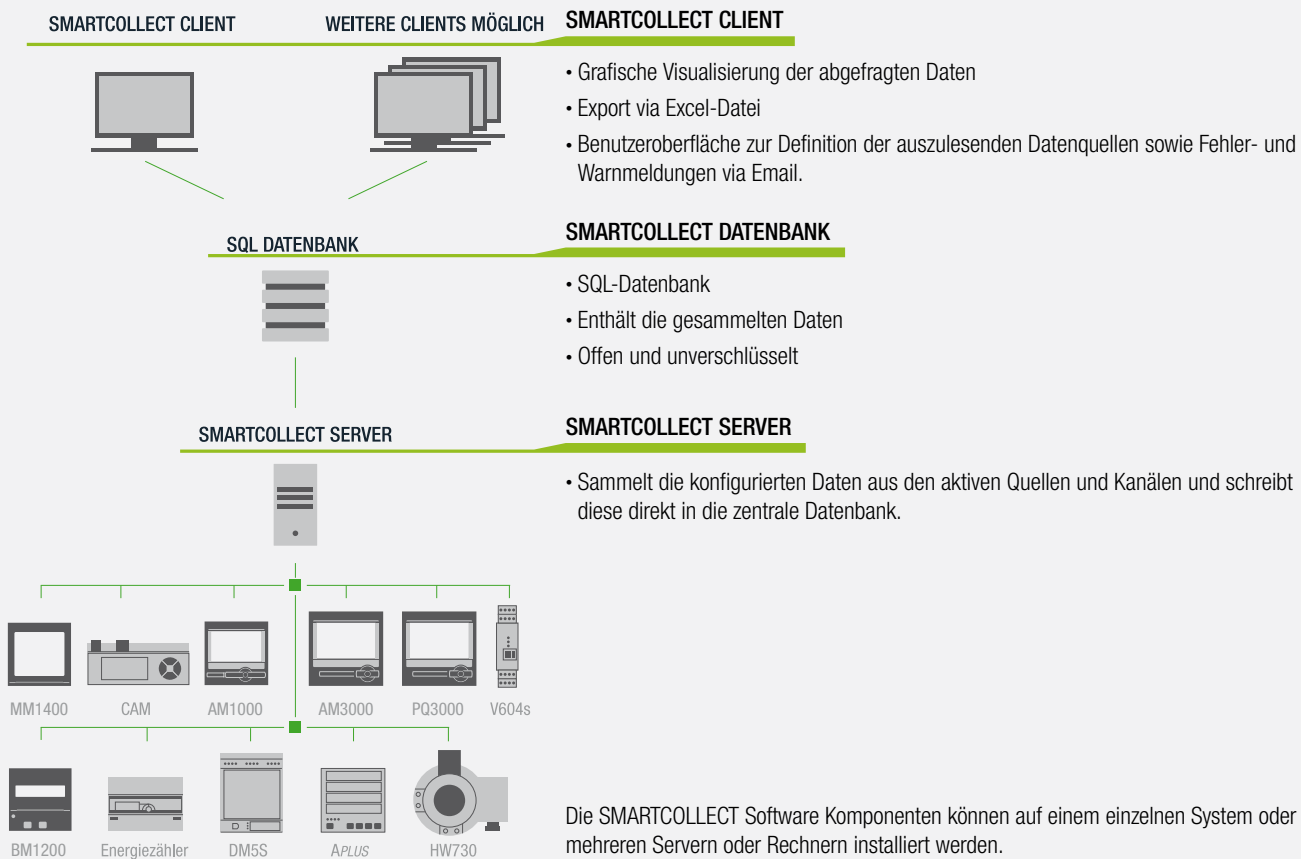 SMARTCOLLECT CLIENT
WEITERE CLIENTS MÖGLICH
SMARTCOLLECT CLIENT
• Grafische Visualisierung der abgefragten Daten
• Export via Excel-Datei
• Benutzeroberfläche zur Definition der auszulesenden Datenquellen sowie Fehler- und
Warnmeldungen via Email.
SQL DATENBANK
SMARTCOLLECT DATENBANK
• SQL-Datenbank
• Enthält die gesammelten Daten
• Offen und unverschlüsselt
SMARTCOLLECT SERVER
SMARTCOLLECT SERVER
• Sammelt die konfigurierten Daten aus den aktiven Quellen und Kanälen und schreibt
diese direkt in die zentrale Datenbank.
MM1400
CAM
AM1000
AM3000
PQ3000
V604s
BM1200
Energiezähler
DM5S
APLUS
HW730
Die SMARTCOLLECT Software Komponenten können auf einem einzelnen System oder
mehreren Servern oder Rechnern installiert werden.